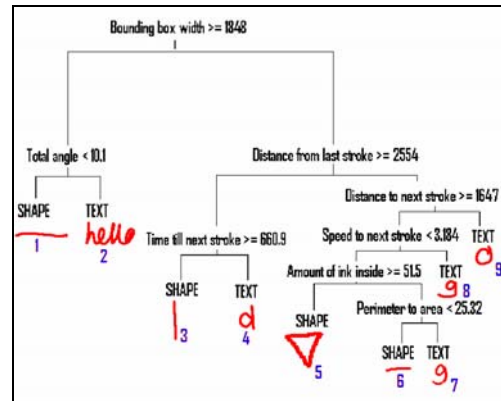 Bounding box width >= 1848
Total angle < 10.1
Distance from last stroke >= 2554
Distance to next stroke >= 1647
SHAPE
TEXT
1
hello
2
Time till next stroke >= 660.9
Speed to next stroke < 3.184
TEXT
a
9
Amount of ink inside >= 51.5
TEXT
g
8
SHAPE
TEXT
3
d
4
SHAPE
5
Perimeter to area < 25.32
SHAPE
TEXT
6
g
7